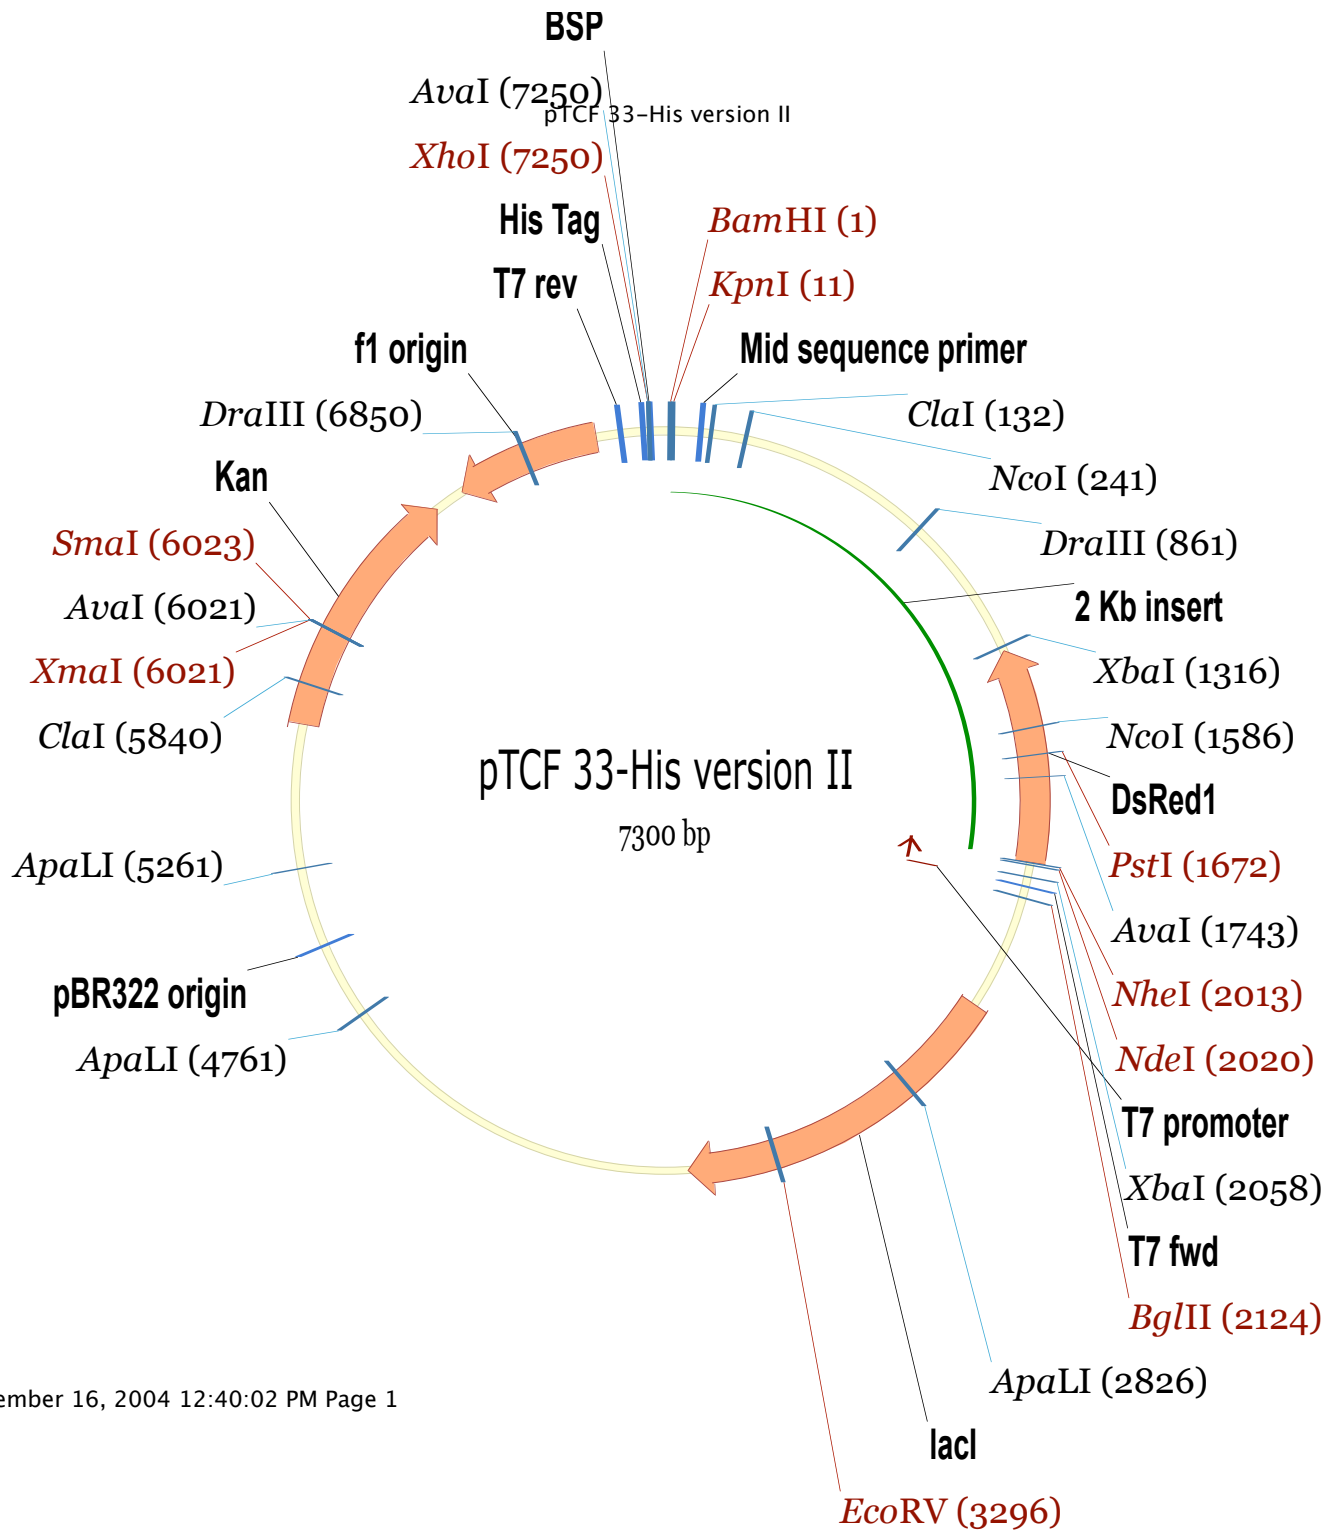 BSP
AvaI (7250)
pTCF 33-His version II
XhoI (7250)
His Tag
BamHI (1)
T7 rev
KpnI (11)
f1 origin
Mid sequence primer
DraIII (6850)
ClaI (132)
Kan
NcoI (241)
SmaI (6023)
DraIII (861)
AvaI (6021)
2 Kb insert
XmaI (6021)
XbaI (1316)
ClaI (5840)
NcoI (1586)
pTCF 33-His version II
7300 bp
DsRed1
ApaLI (5261)
PstI (1672)
AvaI (1743)
pBR322 origin
NheI (2013)
ApaLI (4761)
NdeI (2020)
T7 promoter
XbaI (2058)
T7 fwd
BglII (2124)
ApaLI (2826)
ember 16, 2004 12:40:02 PM Page 1
lacI
EcoRV (3296)